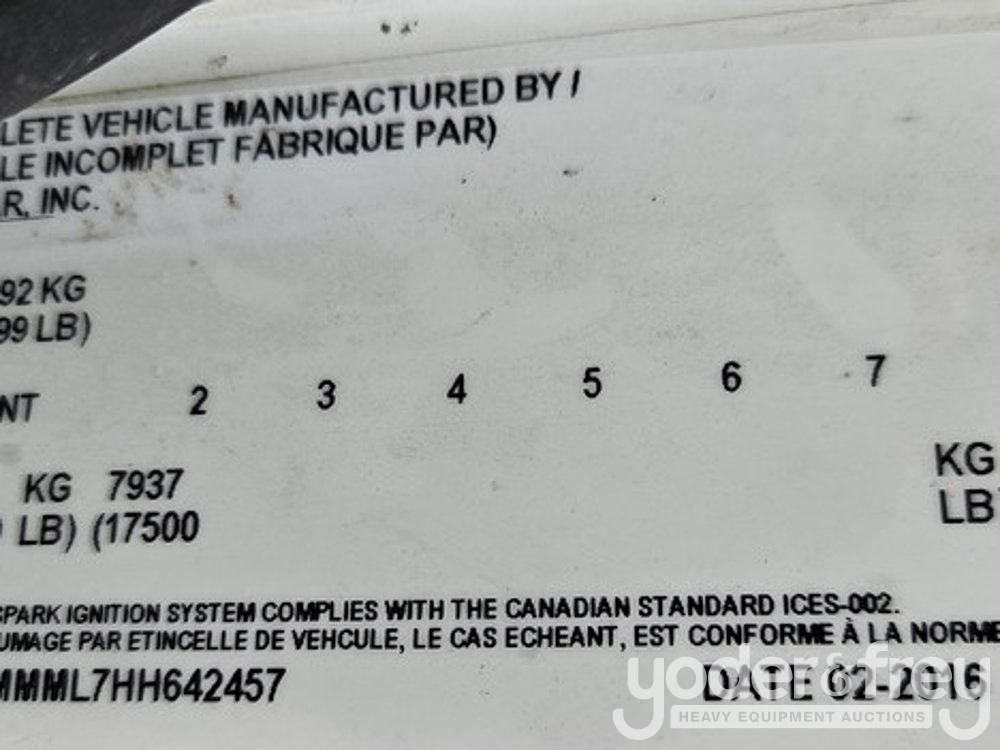 LETE VEHICLE MANUFACTURED BY /
LE INCOMPLET FABRIQUE PAR)
R, INC.
92 KG
99 LB)
NT 2 3 4 5 6 7
KG 7937 KG
LB) (17500 LB)
SPARK IGNITION SYSTEM COMPLIES WITH THE CANADIAN STANDARD ICES-002.
UMAGE PAR ETINCELLE DE VEHCULE, LE CAS ECHEANT, EST CONFORME À LA NORME
MMML7HH642457 DATE 02-2016
yoder & frey
HEAVY EQUIPMENT AUCTIONS